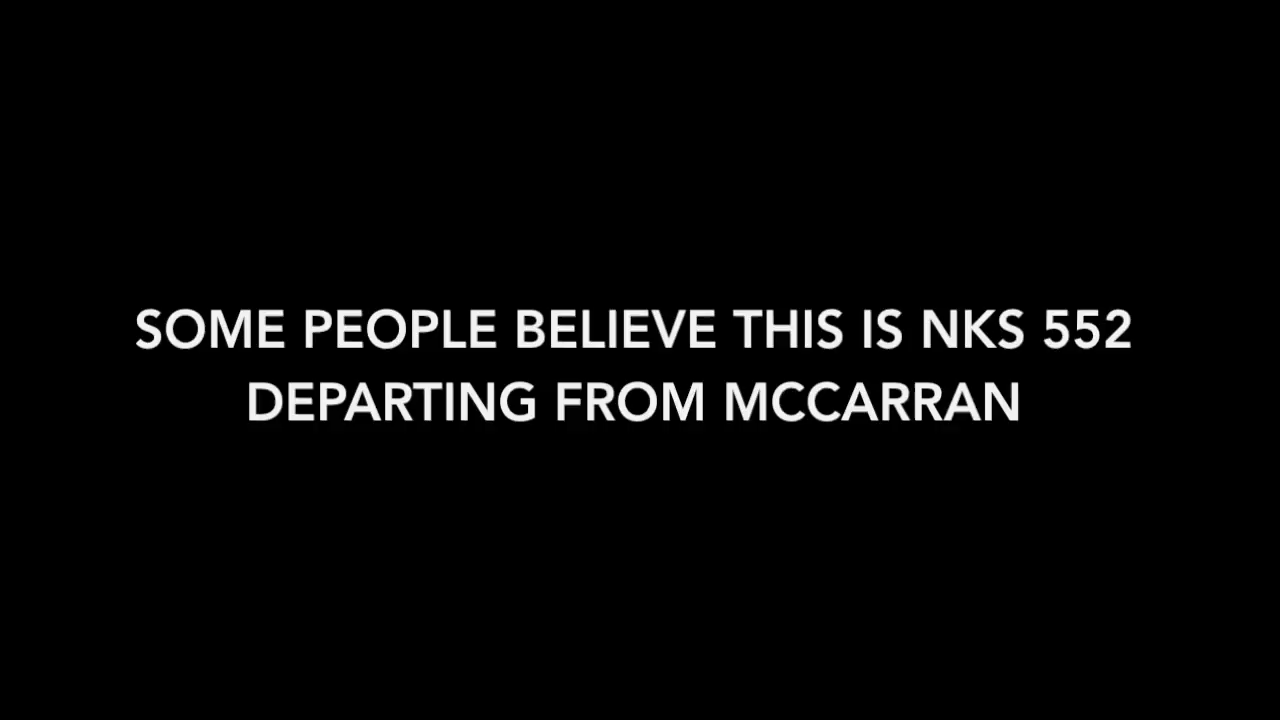 SOME PEOPLE BELIEVE THIS IS NKS 552
DEPARTING FROM MCCARRAN